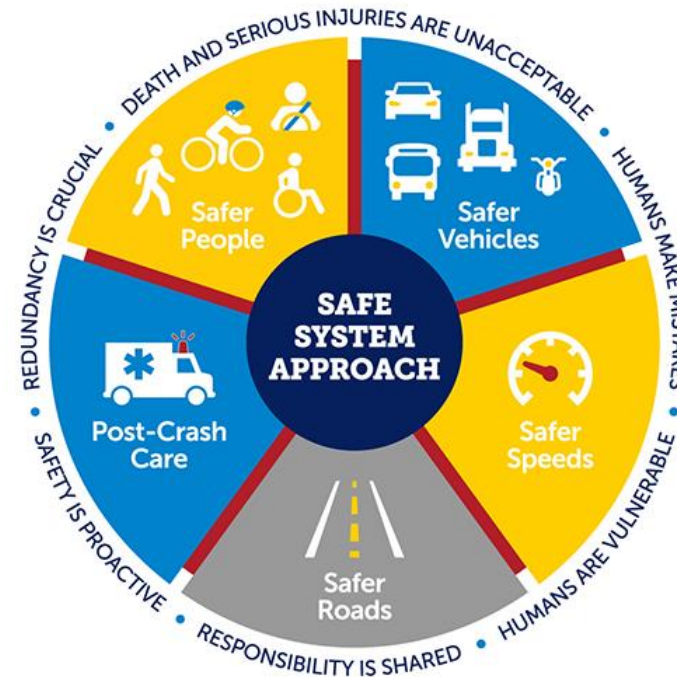 DEATH AND SERIOUS INJURIES ARE UNACCEPTABLE
HUMANS MAKE MISTAKES
HUMANS ARE VULNERABLE
RESPONSIBILITY IS SHARED
SAFETY IS PROACTIVE
REDUNDANCY IS CRUCIAL
Safer
People
Safer
Vehicles
SAFE
SYSTEM
APPROACH
Post-Crash
Care
Safer
Speeds
Safer
Roads